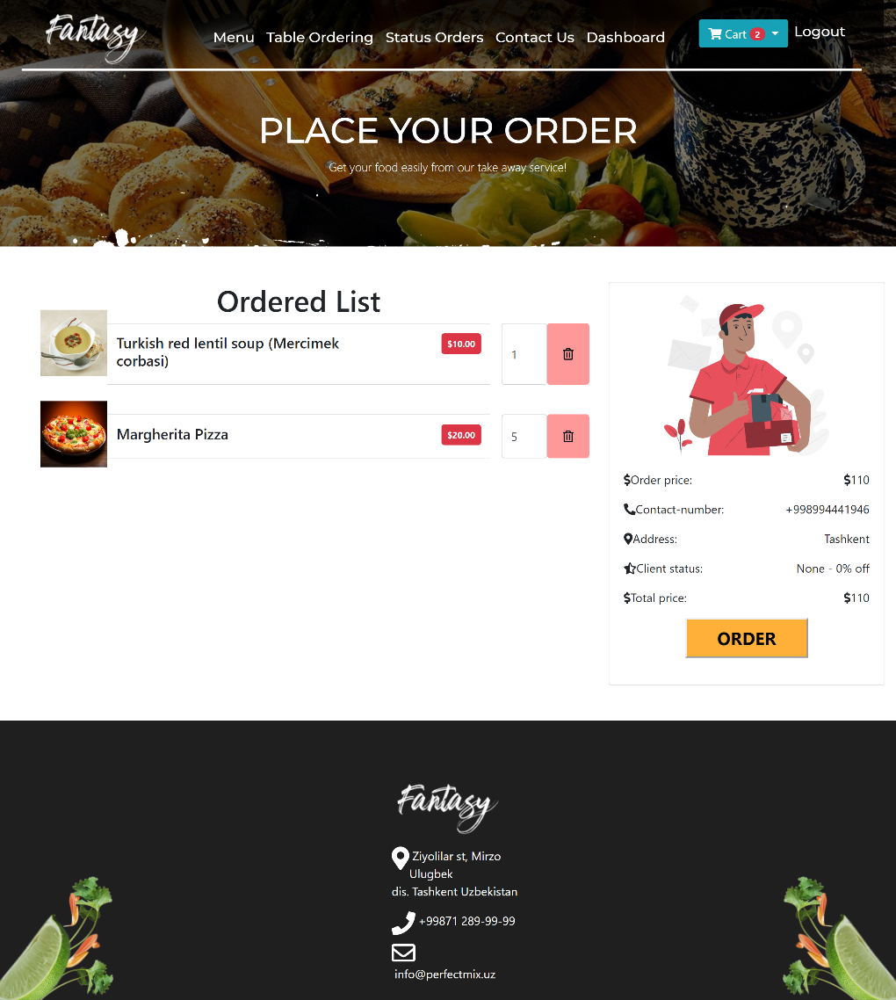 Fantasy
Menu Table Ordering Status Orders Contact Us Dashboard
Cart 2
Logout
PLACE YOUR ORDER
Get your food easily from our take away service!
Ordered List
Turkish red lentil soup (Mercimek
corbasi)
$10.00
1
Margherita Pizza
$20.00
5
$Order price: $110
Contact-number: +998994441946
Address: Tashkent
Client status: None - 0% off
$Total price: $110
ORDER
Fantasy
Ziyolilar st, Mirzo
Ulugbek
dis. Tashkent Uzbekistan
+99871 289-99-99
info@perfectmix.uz